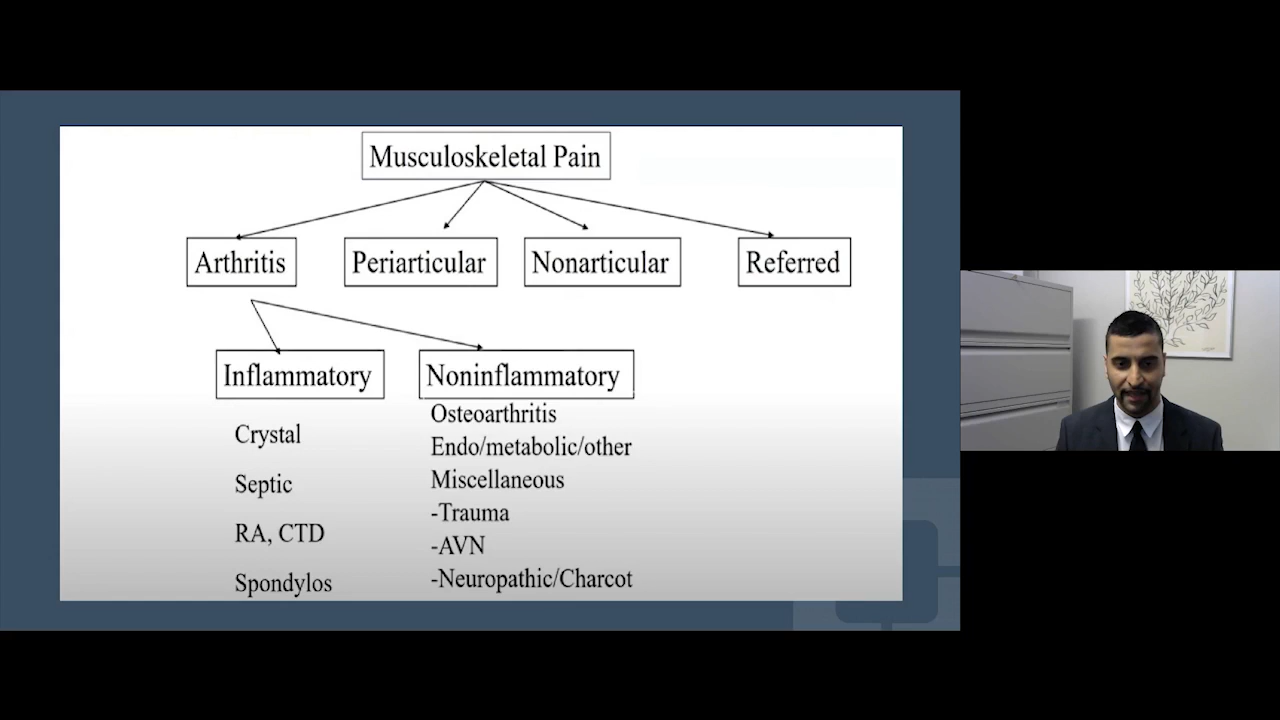 Musculoskeletal Pain
Arthritis
Periarticular
Nonarticular
Referred
Inflammatory
Noninflammatory
Crystal
Septic
RA, CTD
Spondylos
Osteoarthritis
Endo/metabolic/other
Miscellaneous
-Trauma
-AVN
-Neuropathic/Charcot